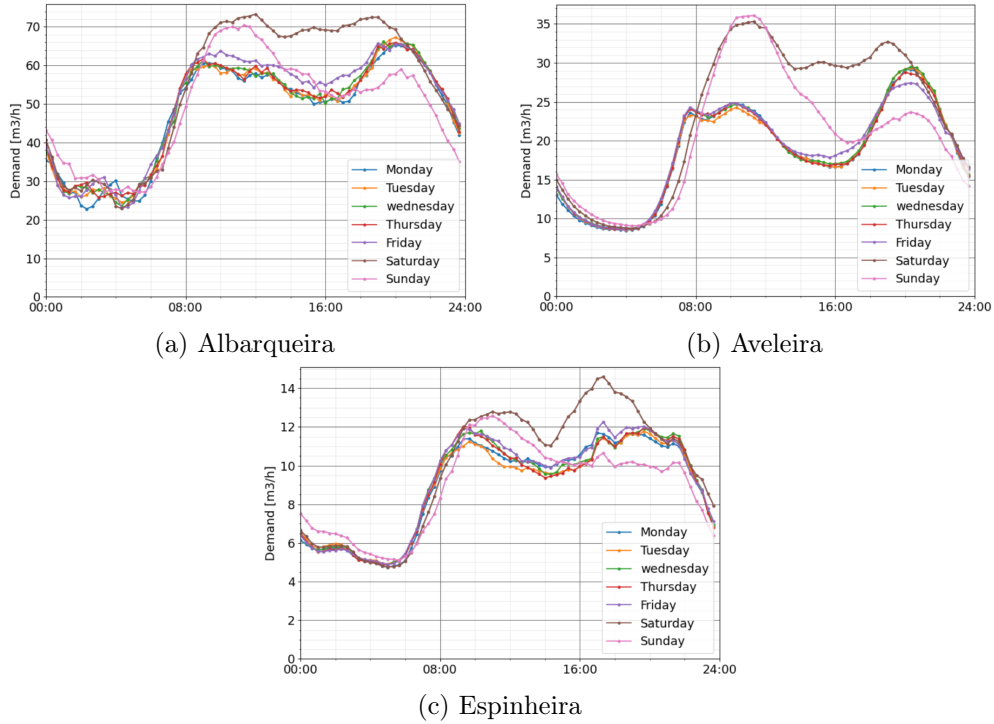 Demand [m3/h]
70
60
50
40
30
20
10
0
00:00 08:00 16:00 24:00
Monday
Tuesday
wednesday
Thursday
Friday
Saturday
Sunday
(a) Albarqueira
Demand [m3/h]
35
30
25
20
15
10
5
0
00:00 08:00 16:00 24:00
Monday
Tuesday
wednesday
Thursday
Friday
Saturday
Sunday
(b) Aveleira
Demand [m3/h]
14
12
10
8
6
4
2
0
00:00 08:00 16:00 24:00
Monday
Tuesday
wednesday
Thursday
Friday
Saturday
Sunday
(c) Espinheira